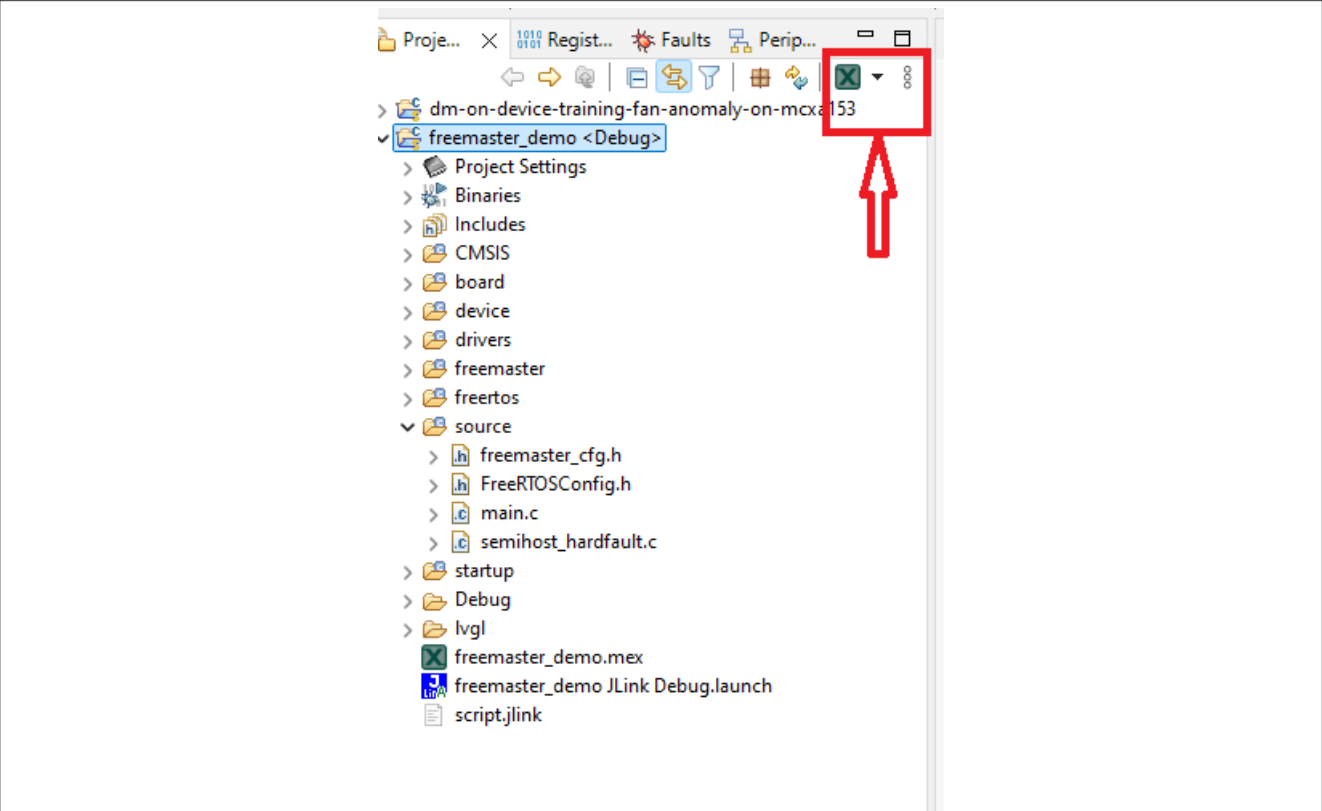 Proje...
1010 0101 Regist...
Faults
Perip...
dm-on-device-training-fan-anomaly-on-mcxa153
freemaster_demo <Debug>
Project Settings
Binaries
Includes
CMSIS
board
device
drivers
freemaster
freertos
source
freemaster_cfg.h
FreeRTOSConfig.h
main.c
semihost_hardfault.c
startup
Debug
lvgl
freemaster_demo.mex
freemaster_demo JLink Debug.launch
script.jlink